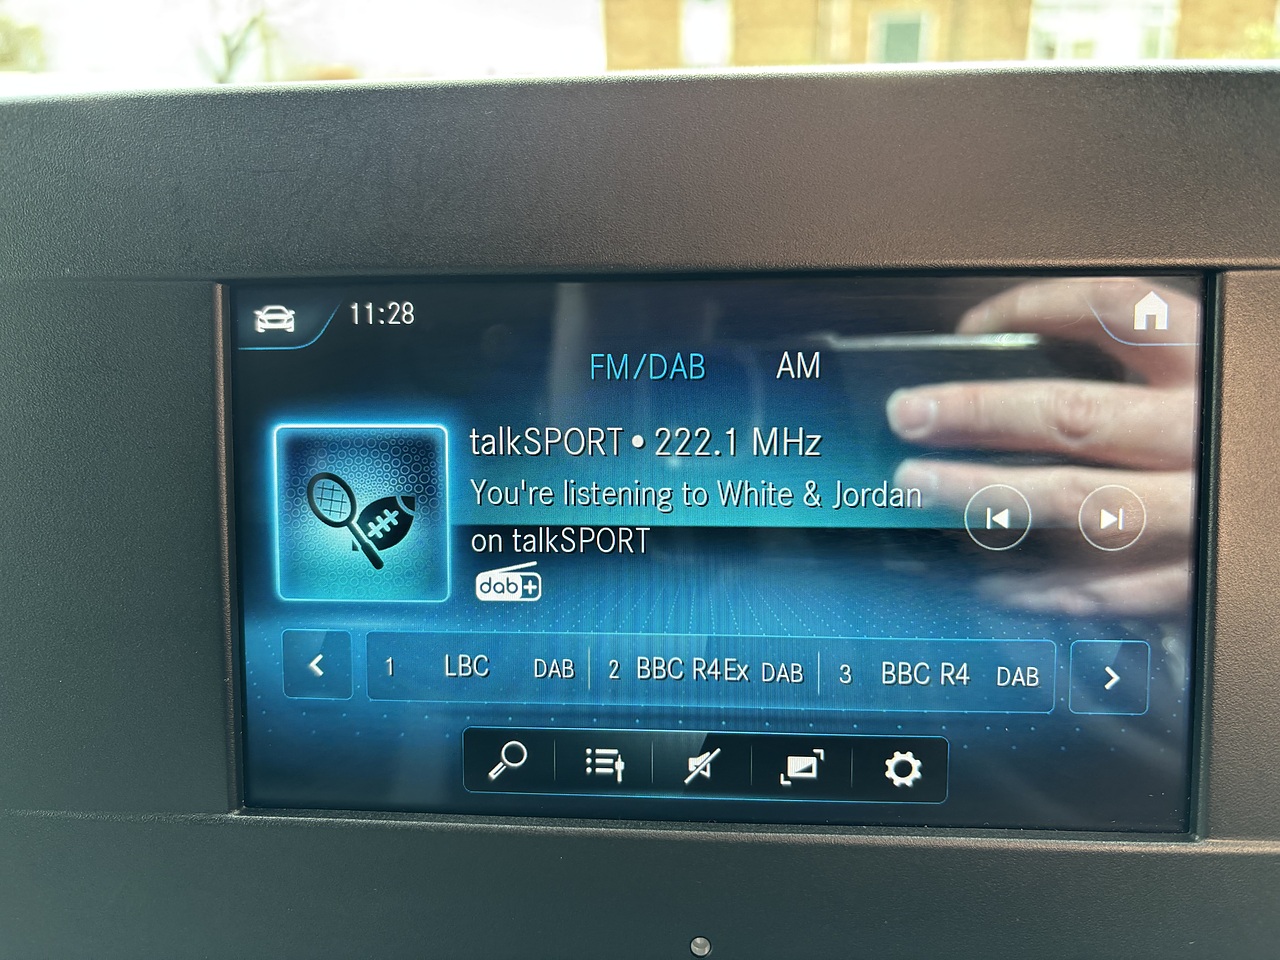 11:28
FM/DAB AM
talkSPORT • 222.1 MHz
You're listening to White & Jordan
on talkSPORT
dab+
1 LBC DAB 2 BBC R4Ex DAB 3 BBC R4 DAB